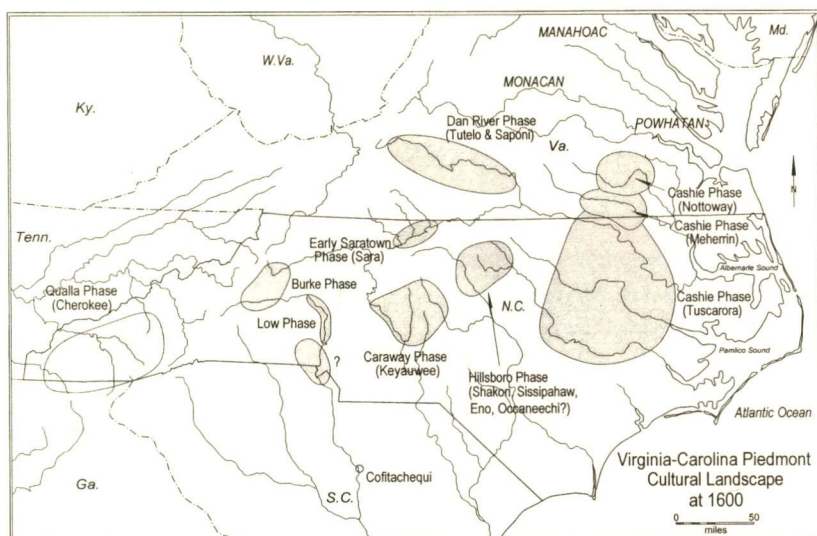 MANAHOAC
Md.
W.Va.
Ky.
MONACAN
Dan River Phase
(Tutelo & Saponi)
POWHATAN
Va.
N
Cashie Phase
(Nottoway)
Cashie Phase
(Meherrin)
Tenn.
Early Saratown
Phase (Sara)
Albemarle Sound
Qualla Phase
(Cherokee)
Burke Phase
N.C.
Cashie Phase
(Tuscarora)
Low Phase
?
Caraway Phase
(Keyauwee)
Pamlico Sound
Hillsboro Phase
(Shakori, Sissipahaw,
Eno, Occaneechi?)
Atlantic Ocean
Cofitachequi
Ga.
S.C.
Virginia-Carolina Piedmont
Cultural Landscape
at 1600
0 50
miles